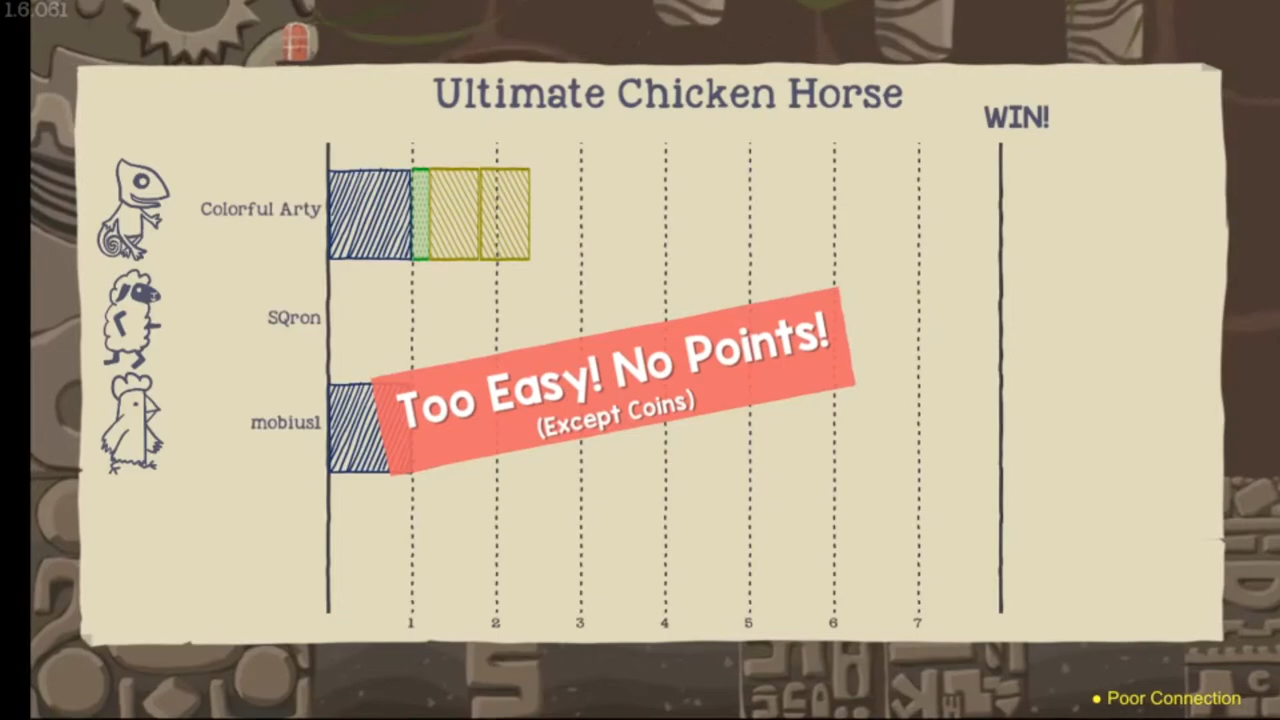 1.6.061
Ultimate Chicken Horse
WIN!
Colorful Arty
SQron
mobius1
Too Easy! No Points!
(Except Coins)
1 2 3 4 5 6 7
● Poor Connection